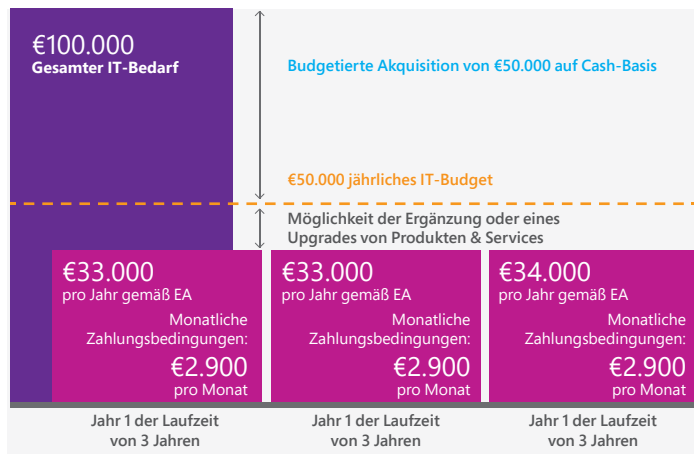 €100.000
Gesamter IT-Bedarf
Budgetierte Akquisition von €50.000 auf Cash-Basis
€50.000 jährliches IT-Budget
Möglichkeit der Ergänzung oder eines
Upgrades von Produkten & Services
€33.000
pro Jahr gemäß EA
Monatliche
Zahlungsbedingungen:
€2.900
pro Monat
€33.000
pro Jahr gemäß EA
Monatliche
Zahlungsbedingungen:
€2.900
pro Monat
€34.000
pro Jahr gemäß EA
Monatliche
Zahlungsbedingungen:
€2.900
pro Monat
Jahr 1 der Laufzeit
von 3 Jahren
Jahr 1 der Laufzeit
von 3 Jahren
Jahr 1 der Laufzeit
von 3 Jahren